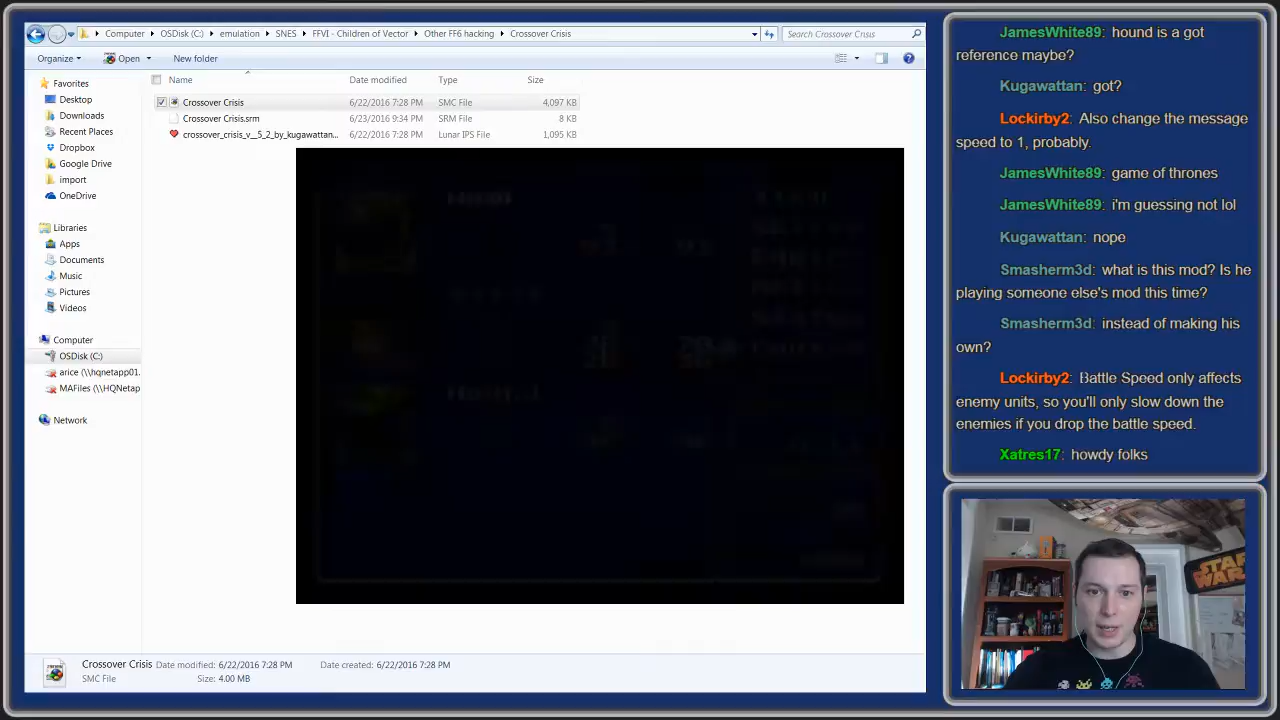 Computer ▸ OSDisk (C:) ▸ emulation ▸ SNES ▸ FFVI - Children of Vector ▸ Other FF6 hacking ▸ Crossover Crisis
Search Crossover Crisis
Organize ▾ Open ▾ New folder
Name Date modified Type Size
Favorites
Desktop
Downloads
Recent Places
Dropbox
Google Drive
import
OneDrive
Libraries
Apps
Documents
Music
Pictures
Videos
Computer
OSDisk (C:)
arice (\\hqnetapp01.
MAFiles (\\HQNetap
Network
Crossover Crisis 6/22/2016 7:28 PM SMC File 4,097 KB
Crossover Crisis.srm 6/23/2016 9:34 PM SRM File 8 KB
crossover_crisis_v__5_2_by_kugawattan... 6/22/2016 7:28 PM Lunar IPS File 1,095 KB
Crossover Crisis Date modified: 6/22/2016 7:28 PM Date created: 6/22/2016 7:28 PM
SMC File Size: 4.00 MB
JamesWhite89: hound is a got
reference maybe?
Kugawattan: got?
Lockirby2: Also change the message
speed to 1, probably.
JamesWhite89: game of thrones
JamesWhite89: i'm guessing not lol
Kugawattan: nope
Smasherm3d: what is this mod? Is he
playing someone else's mod this time?
Smasherm3d: instead of making his
own?
Lockirby2: Battle Speed only affects
enemy units, so you'll only slow down the
enemies if you drop the battle speed.
Xatres17: howdy folks
STAR
WARS